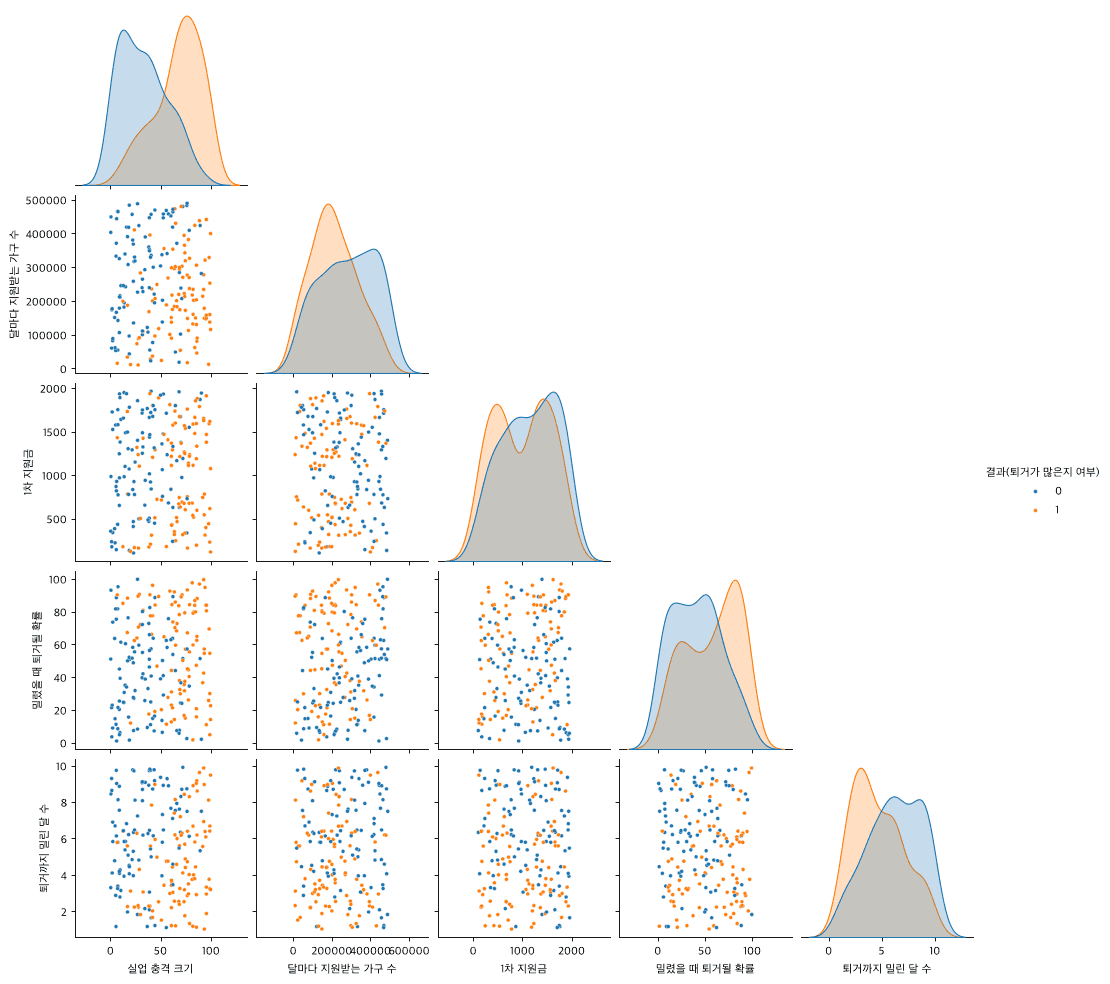 달마다 지원받는 가구 수
500000
400000
300000
200000
100000
0
1차 지원금
2000
1500
1000
500
결과(퇴거가 많은지 여부)
0
1
밀렸을 때 퇴거될 확률
100
80
60
40
20
0
퇴거까지 밀린 달 수
10
8
6
4
2
0 50 100
0 200000 400000 600000
0 1000 2000
0 50 100
0 5 10
실업 충격 크기
달마다 지원받는 가구 수
1차 지원금
밀렸을 때 퇴거될 확률
퇴거까지 밀린 달 수